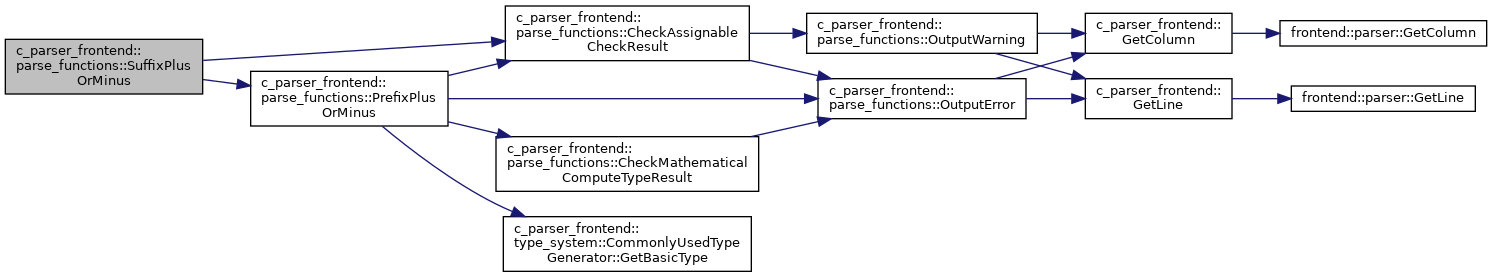 c_parser_frontend::
parse_functions::SuffixPlus
OrMinus
c_parser_frontend::
parse_functions::PrefixPlus
OrMinus
c_parser_frontend::
parse_functions::CheckAssignable
CheckResult
c_parser_frontend::
parse_functions::CheckMathematical
ComputeTypeResult
c_parser_frontend::
type_system::CommonlyUsedType
Generator::GetBasicType
c_parser_frontend::
parse_functions::OutputWarning
c_parser_frontend::
parse_functions::OutputError
c_parser_frontend::
GetColumn
c_parser_frontend::
GetLine
frontend::parser::GetColumn
frontend::parser::GetLine